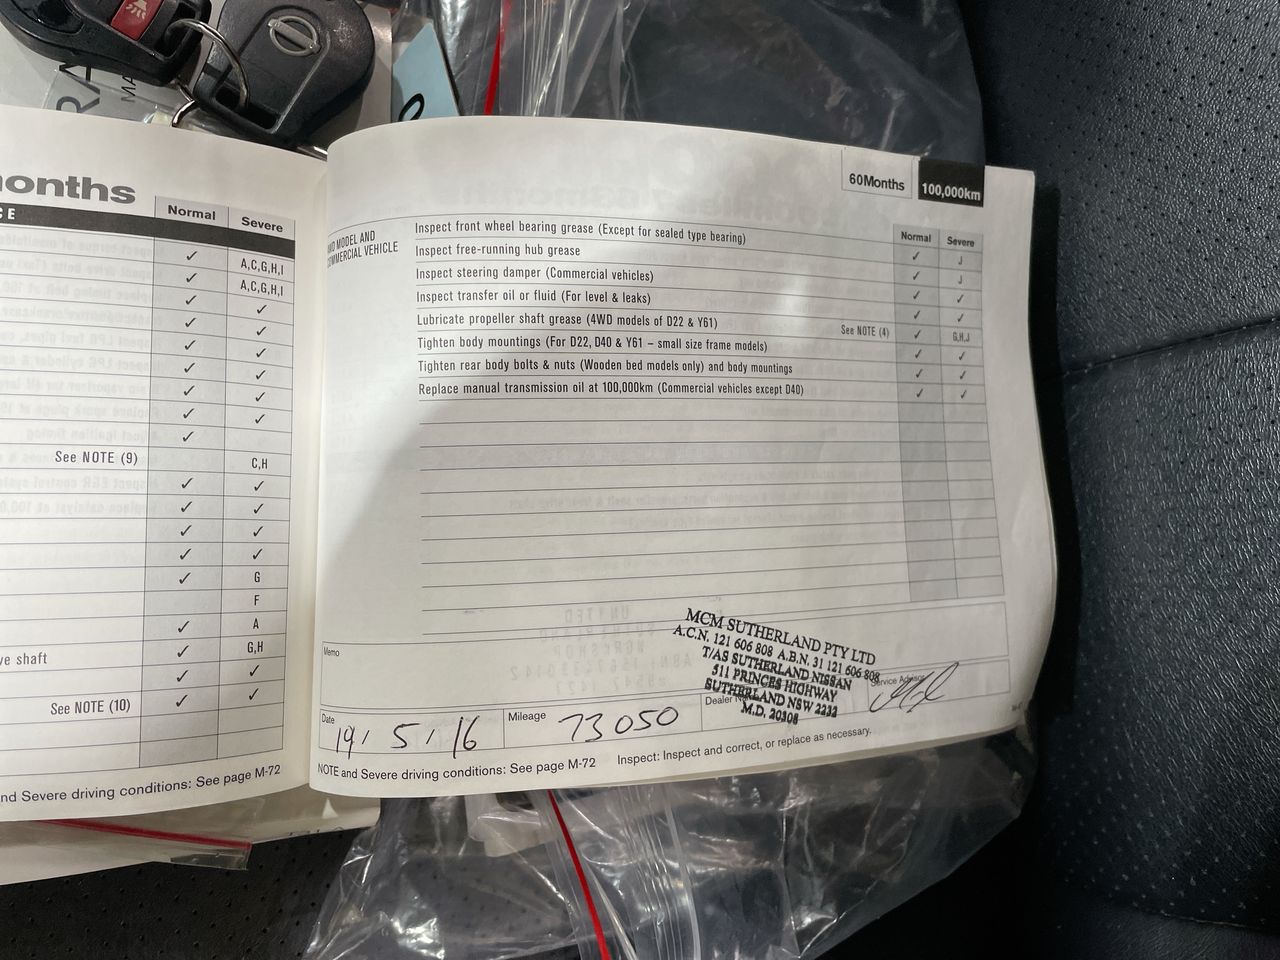 RA
MA
onths
CE
Normal Severe
✓ A,C,G,H,I
✓ A,C,G,H,I
✓ ✓
✓ ✓
✓ ✓
✓ ✓
✓ ✓
✓ ✓
✓
See NOTE (9) C,H
✓ ✓
✓ ✓
✓ ✓
✓ ✓
✓ G
F
✓ A
ve shaft ✓ G,H
✓ ✓
See NOTE (10) ✓ ✓
nd Severe driving conditions: See page M-72
60Months 100,000km
MODEL AND
COMMERCIAL VEHICLE
Normal Severe
Inspect front wheel bearing grease (Except for sealed type bearing) ✓ J
Inspect free-running hub grease ✓ J
Inspect steering damper (Commercial vehicles) ✓ ✓
Inspect transfer oil or fluid (For level & leaks) ✓ ✓
Lubricate propeller shaft grease (4WD models of D22 & Y61) See NOTE (4) ✓ G,H,J
Tighten body mountings (For D22, D40 & Y61 – small size frame models) ✓ ✓
Tighten rear body bolts & nuts (Wooden bed models only) and body mountings ✓ ✓
Replace manual transmission oil at 100,000km (Commercial vehicles except D40) ✓ ✓
Memo
MCM SUTHERLAND PTY LTD
A.C.N. 121 606 808 A.B.N. 31 121 606 808
T/AS SUTHERLAND NISSAN
511 PRINCES HIGHWAY
SUTHERLAND NSW 2232
M.D. 20308
Date 19 / 5 / 16
Mileage 73050
Dealer
Service Advisor
NOTE and Severe driving conditions: See page M-72 Inspect: Inspect and correct, or replace as necessary.